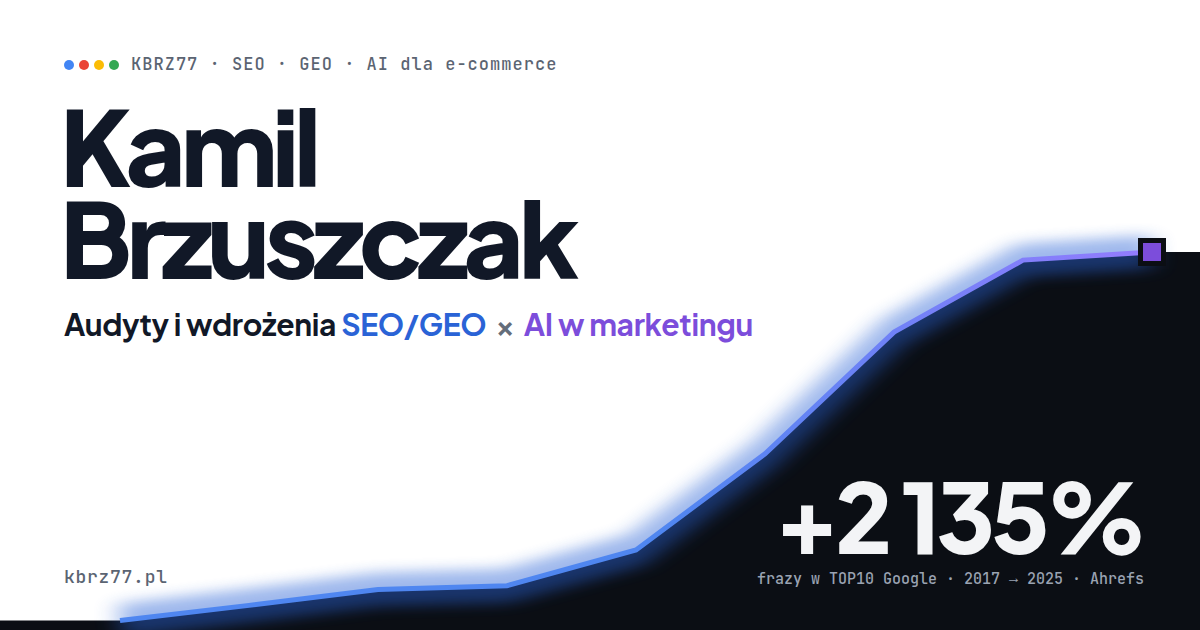 KBRZ77 · SEO · GEO · AI dla e-commerce
Kamil
Brzuszczak
Audyty i wdrożenia SEO/GEO × AI w marketingu
+2 135%
frazy w TOP10 Google · 2017 → 2025 · Ahrefs
kbrz77.pl